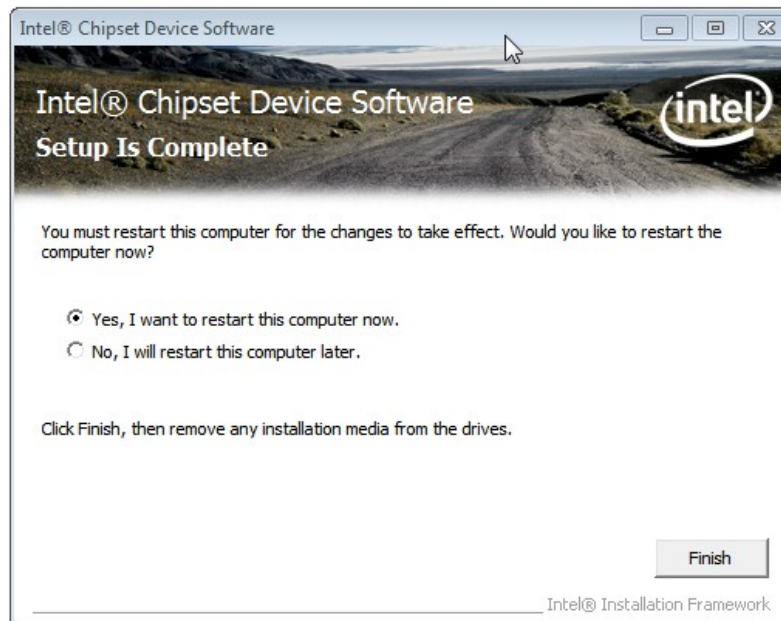 Intel® Chipset Device Software
Intel® Chipset Device Software
intel
Setup Is Complete
You must restart this computer for the changes to take effect. Would you like to restart the
computer now?
Yes, I want to restart this computer now.
No, I will restart this computer later.
Click Finish, then remove any installation media from the drives.
Finish
Intel® Installation Framework